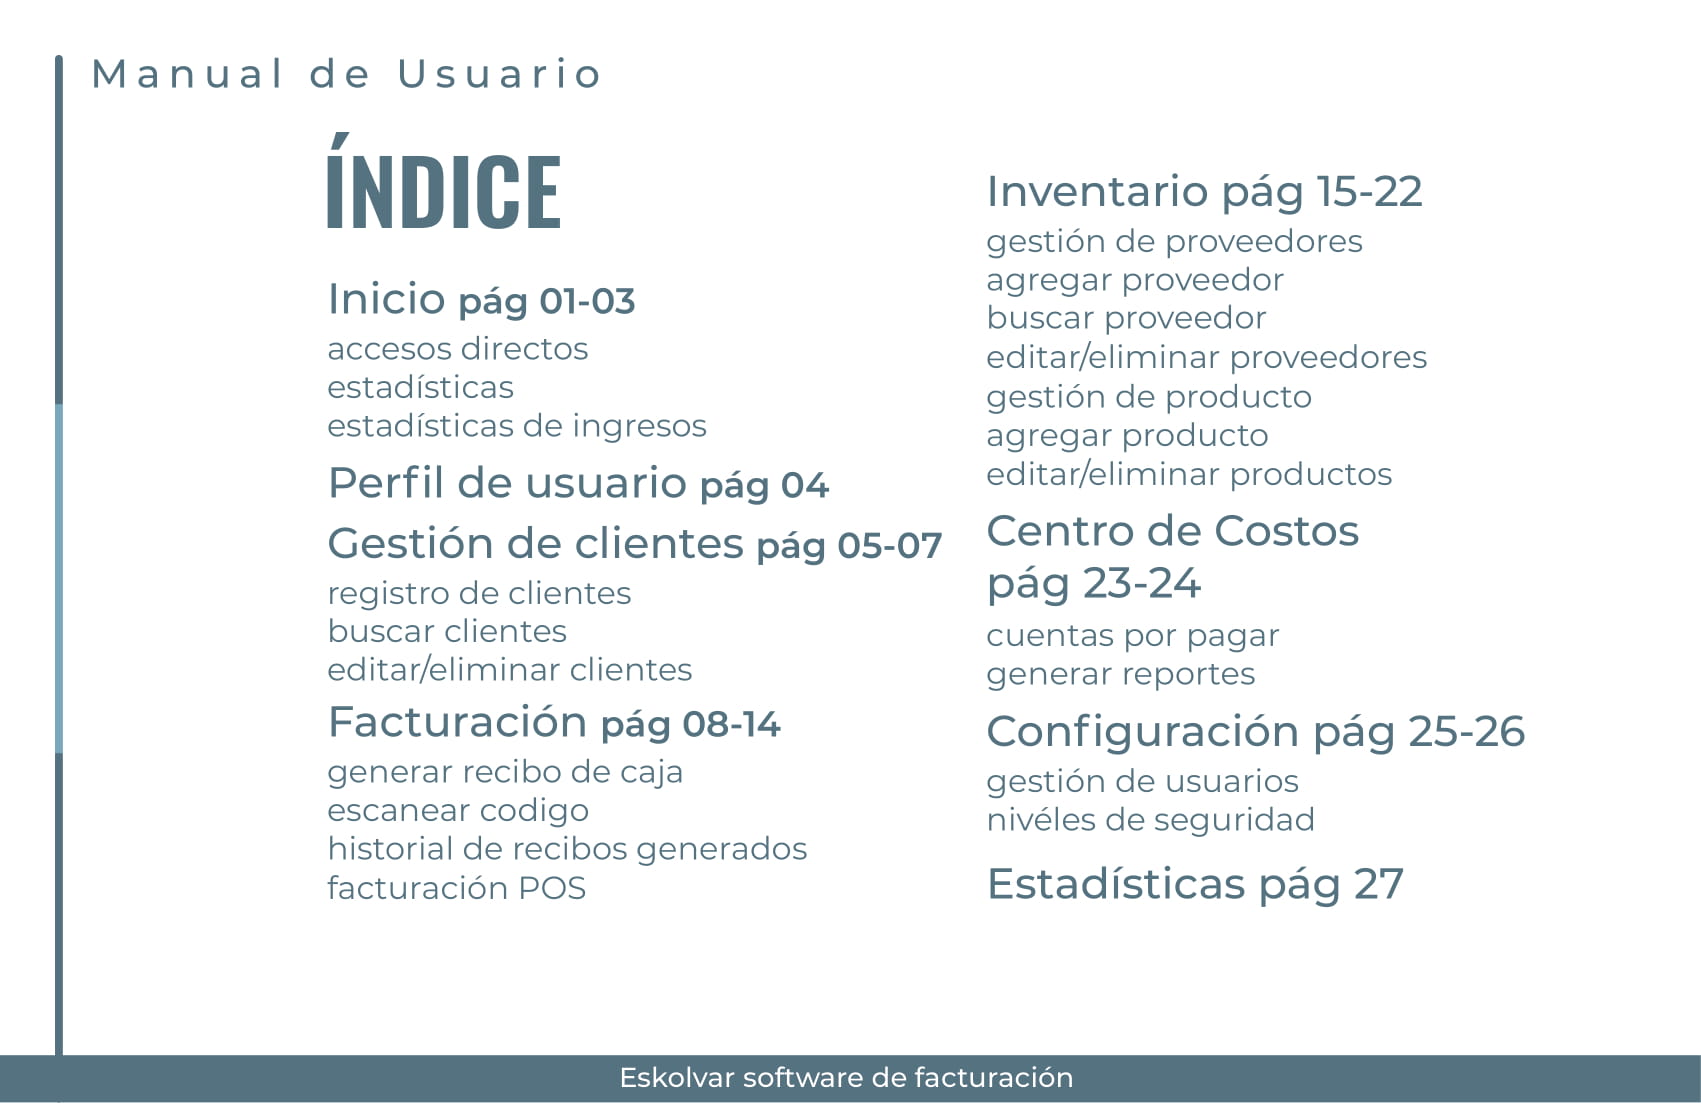 Manual de Usuario
ÍNDICE
Inicio pág 01-03
accesos directos
estadísticas
estadísticas de ingresos
Perfil de usuario pág 04
Gestión de clientes pág 05-07
registro de clientes
buscar clientes
editar/eliminar clientes
Facturación pág 08-14
generar recibo de caja
escanear codigo
historial de recibos generados
facturación POS
Inventario pág 15-22
gestión de proveedores
agregar proveedor
buscar proveedor
editar/eliminar proveedores
gestión de producto
agregar producto
editar/eliminar productos
Centro de Costos
pág 23-24
cuentas por pagar
generar reportes
Configuración pág 25-26
gestión de usuarios
nivéles de seguridad
Estadísticas pág 27
Eskolvar software de facturación